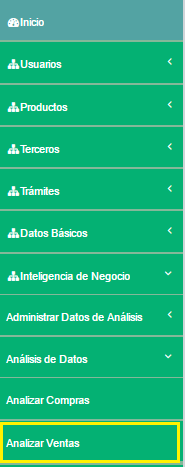 Inicio
Usuarios
Productos
Terceros
Trámites
Datos Básicos
Inteligencia de Negocio
Administrar Datos de Análisis
Análisis de Datos
Analizar Compras
Analizar Ventas